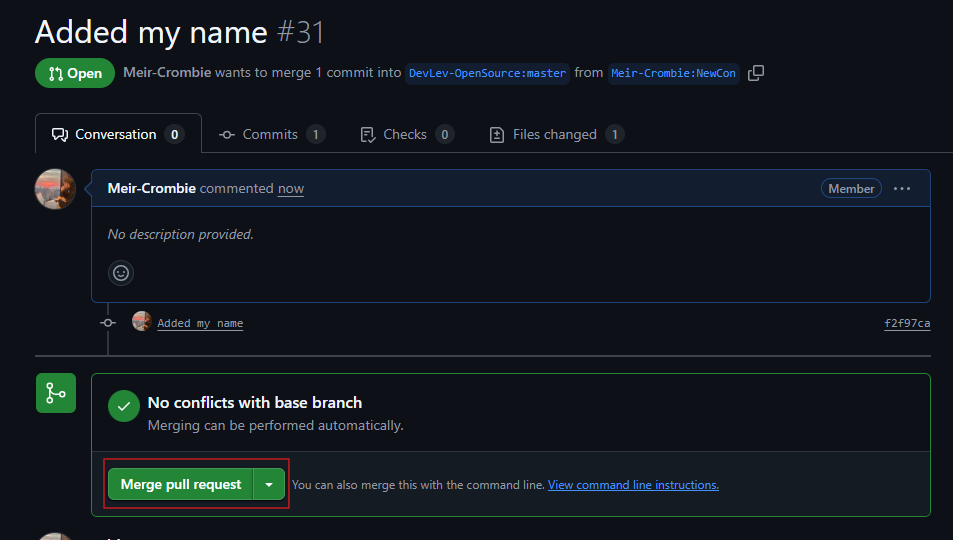 Added my name #31
Open Meir-Crombie wants to merge 1 commit into DevLev-OpenSource:master from Meir-Crombie:NewCon
Conversation 0 Commits 1 Checks 0 Files changed 1
Meir-Crombie commented now Member
No description provided.
Added my name f2f97ca
No conflicts with base branch
Merging can be performed automatically.
Merge pull request You can also merge this with the command line. View command line instructions.